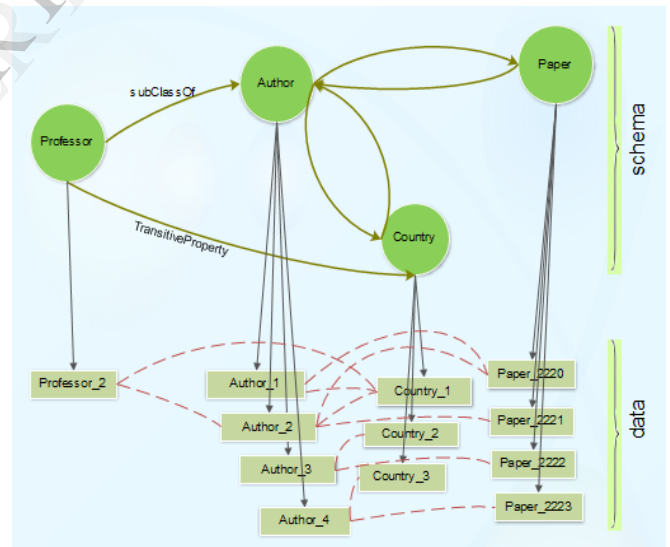 Paper
Author
subClassOf
Professor
schema
Country
TransitiveProperty
Professor_2
Author_1
Country_1
Paper_2220
Author_2
Country_2
Paper_2221
Author_3
Country_3
Paper_2222
Author_4
Paper_2223
data